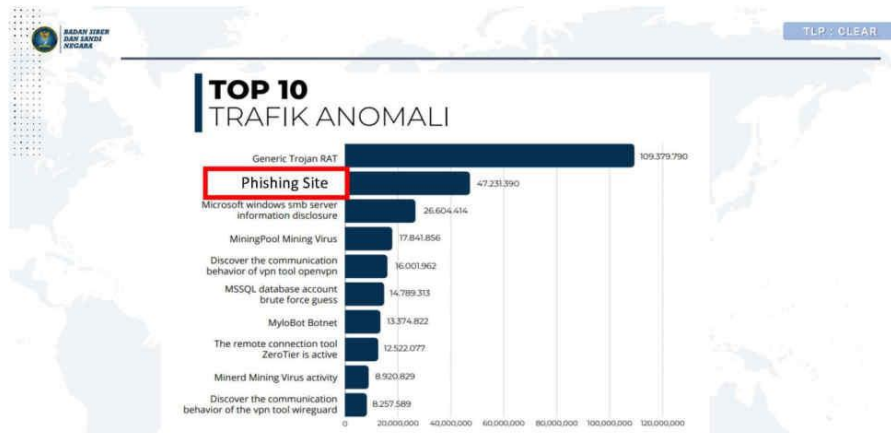 BADAN SIBER
DAN SANDI
NEGARA
TLP : CLEAR
TOP 10
TRAFIK ANOMALI
Generic Trojan RAT
109.379.790
Phishing Site
47.231.390
Microsoft windows smb server
information disclosure
26.604.414
MiningPool Mining Virus
17.841.856
Discover the communication
behavior of vpn tool openvpn
16.001.962
MSSQL database account
brute force guess
14.789.313
MyloBot Botnet
13.374.822
The remote connection tool
ZeroTier is active
12.522.077
Minerd Mining Virus activity
8.920.829
Discover the communication
behavior of the vpn tool wireguard
8.257.589
0 20,000,000 40,000,000 60,000,000 80,000,000 100,000,000 120,000,000